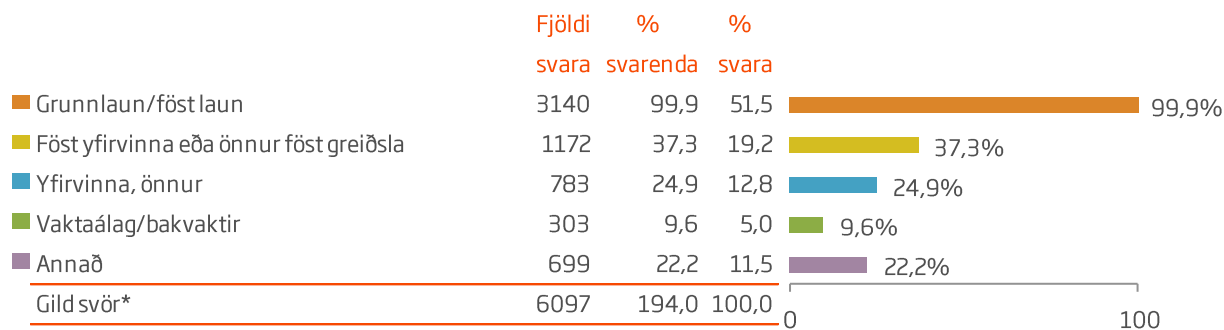 Fjöldi % %
svara svarenda svara
Grunnlaun/föst laun 3140 99,9 51,5 99,9%
Föst yfirvinna eða önnur föst greiðsla 1172 37,3 19,2 37,3%
Yfirvinna, önnur 783 24,9 12,8 24,9%
Vaktaálag/bakvaktir 303 9,6 5,0 9,6%
Annað 699 22,2 11,5 22,2%
Gild svör* 6097 194,0 100,0
0 100